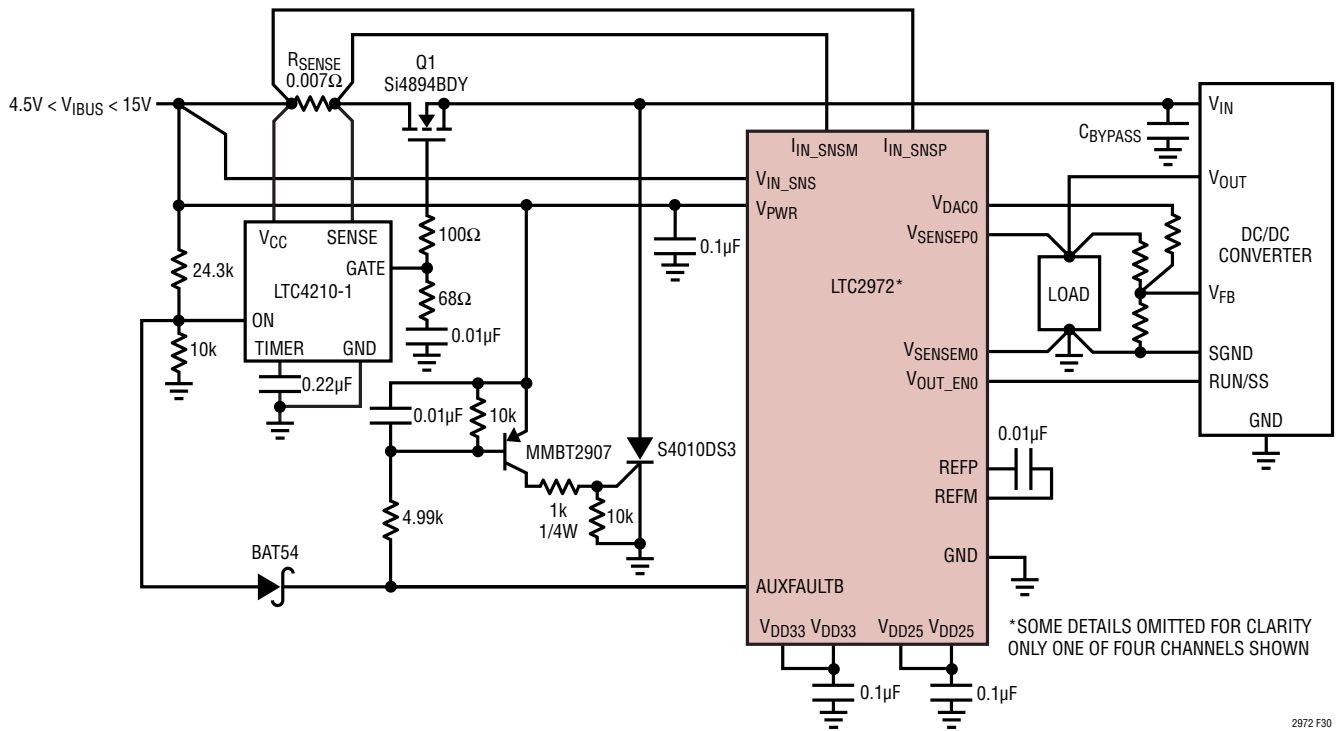 RSENSE
0.007Ω
Q1
Si4894BDY
4.5V < VIBUS < 15V
IIN_SNSM
IIN_SNSP
VIN_SNS
VPWR
VDAC0
VSENSEP0
LTC2972*
VSENSEM0
VOUT_EN0
REFP
REFM
GND
AUXFAULTB
VDD33
VDD33
VDD25
VDD25
CBYPASS
VIN
VOUT
DC/DC
CONVERTER
VFB
SGND
RUN/SS
GND
LOAD
VCC
SENSE
GATE
LTC4210-1
ON
TIMER
GND
24.3k
10k
100Ω
68Ω
0.01µF
0.1µF
0.22µF
0.01µF
10k
MMBT2907
S4010DS3
1k
1/4W
10k
4.99k
BAT54
0.01µF
0.1µF
0.1µF
*SOME DETAILS OMITTED FOR CLARITY
ONLY ONE OF FOUR CHANNELS SHOWN
2972 F30